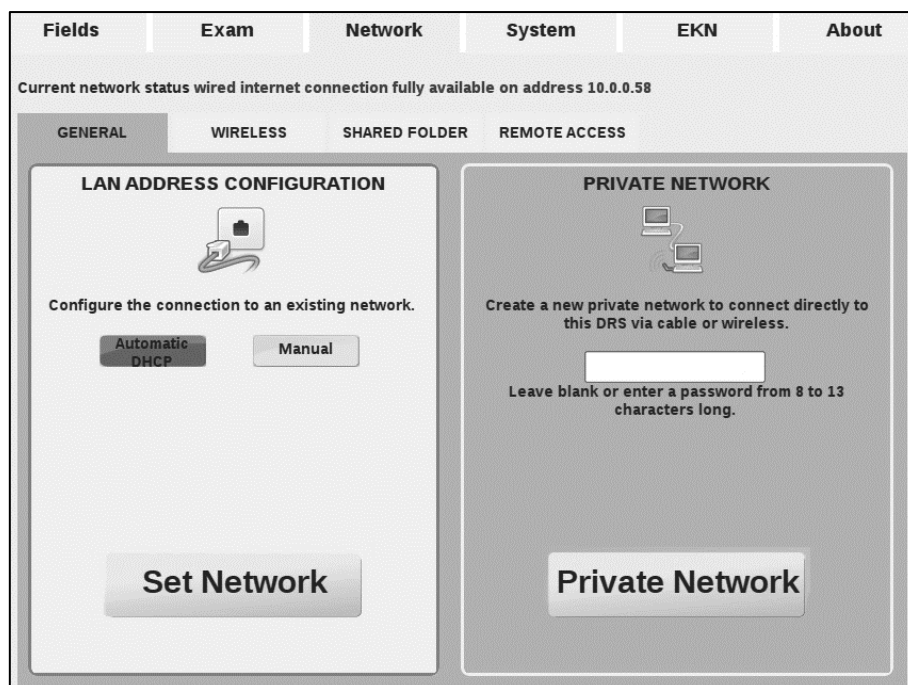 Fields Exam Network System EKN About
Current network status wired internet connection fully available on address 10.0.0.58
GENERAL WIRELESS SHARED FOLDER REMOTE ACCESS
LAN ADDRESS CONFIGURATION
Configure the connection to an existing network.
Automatic
DHCP
Manual
Set Network
PRIVATE NETWORK
Create a new private network to connect directly to
this DRS via cable or wireless.
Leave blank or enter a password from 8 to 13
characters long.
Private Network